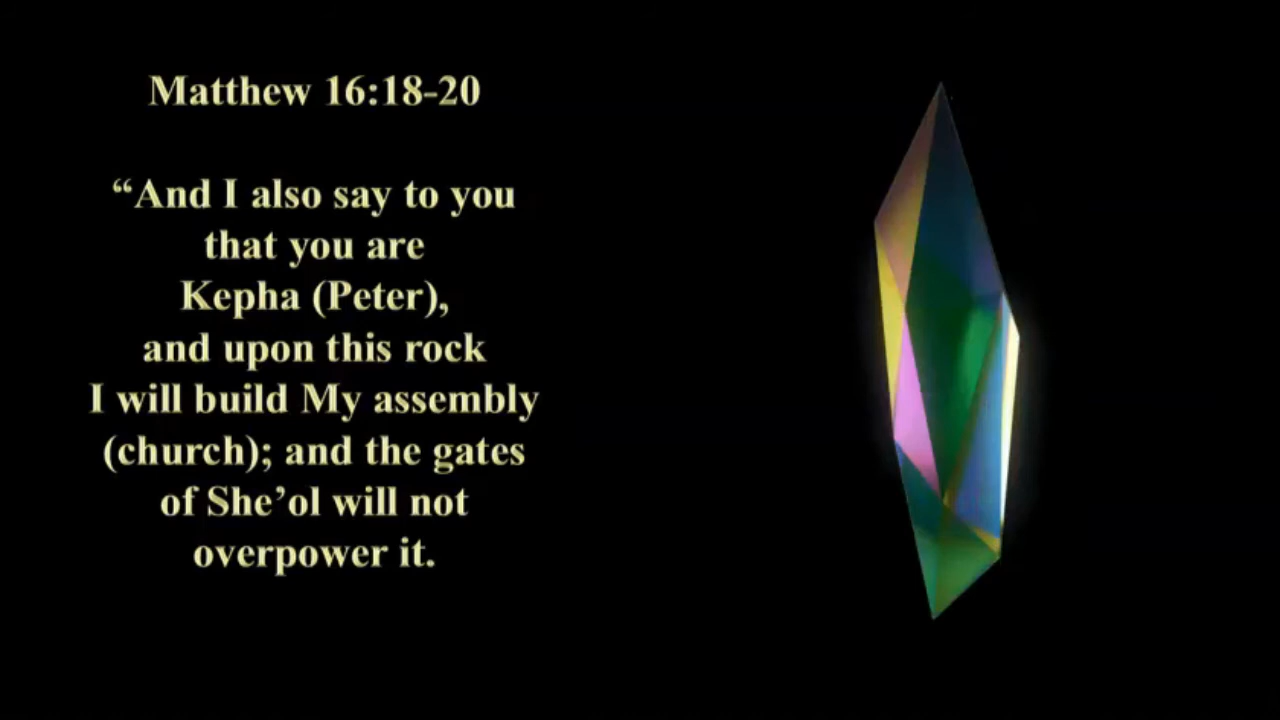 Matthew 16:18-20
“And I also say to you
that you are
Kepha (Peter),
and upon this rock
I will build My assembly
(church); and the gates
of She’ol will not
overpower it.